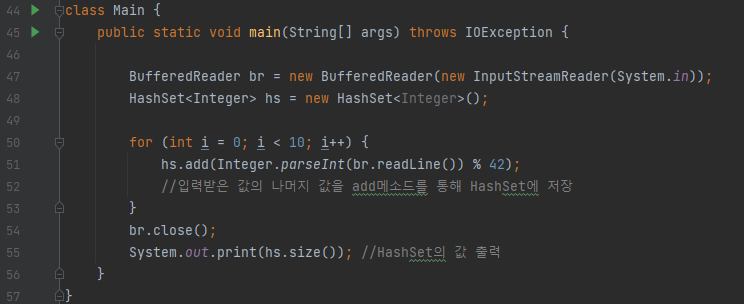 44 class Main {
45 public static void main(String[] args) throws IOException {
46
47 BufferedReader br = new BufferedReader(new InputStreamReader(System.in));
48 HashSet<Integer> hs = new HashSet<Integer>();
49
50 for (int i = 0; i < 10; i++) {
51 hs.add(Integer.parseInt(br.readLine()) % 42);
52 //입력받은 값의 나머지 값을 add메소드를 통해 HashSet에 저장
53 }
54 br.close();
55 System.out.print(hs.size()); //HashSet의 값 출력
56 }
57 }